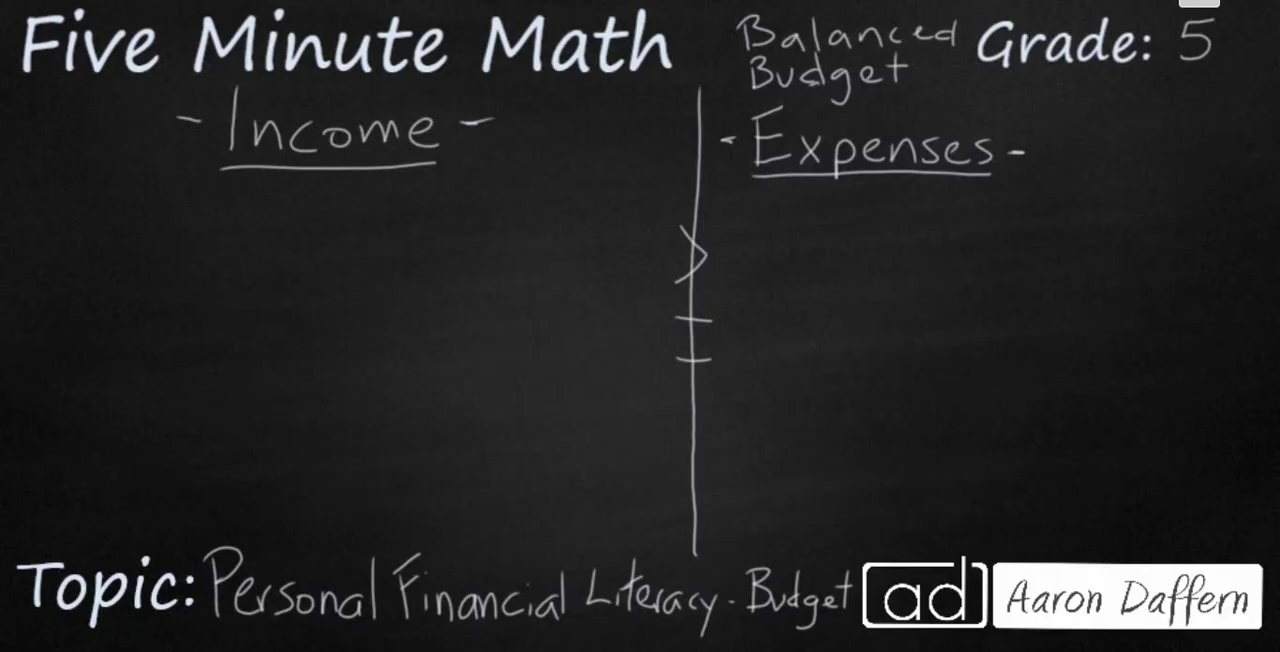 Five Minute Math
Balanced
Budget
Grade: 5
- Income -
- Expenses -
>
=
Topic: Personal Financial Literacy - Budget
ad
Aaron Daffern